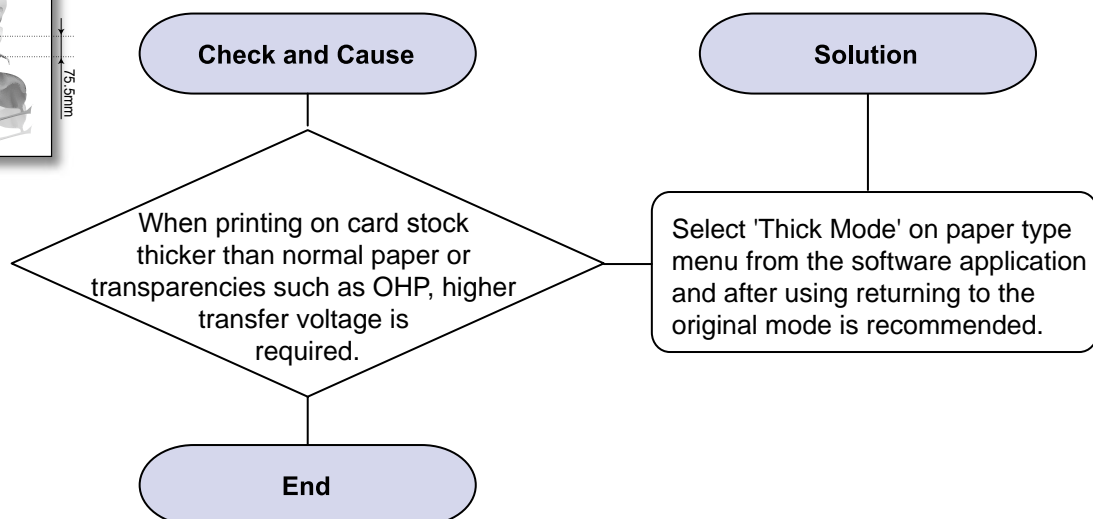 75.5mm
Check and Cause
When printing on card stock
thicker than normal paper or
transparencies such as OHP, higher
transfer voltage is
required.
End
Solution
Select 'Thick Mode' on paper type
menu from the software application
and after using returning to the
original mode is recommended.